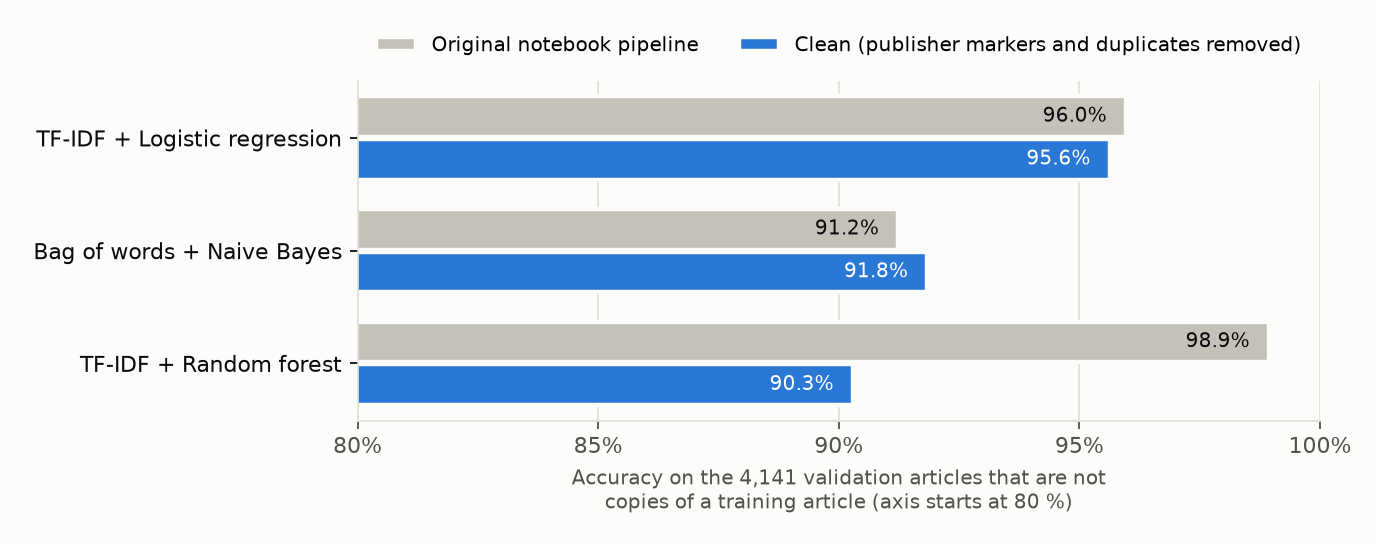 Original notebook pipeline
Clean (publisher markers and duplicates removed)
TF-IDF + Logistic regression
96.0%
95.6%
Bag of words + Naive Bayes
91.2%
91.8%
TF-IDF + Random forest
98.9%
90.3%
80%
85%
90%
95%
100%
Accuracy on the 4,141 validation articles that are not
copies of a training article (axis starts at 80 %)